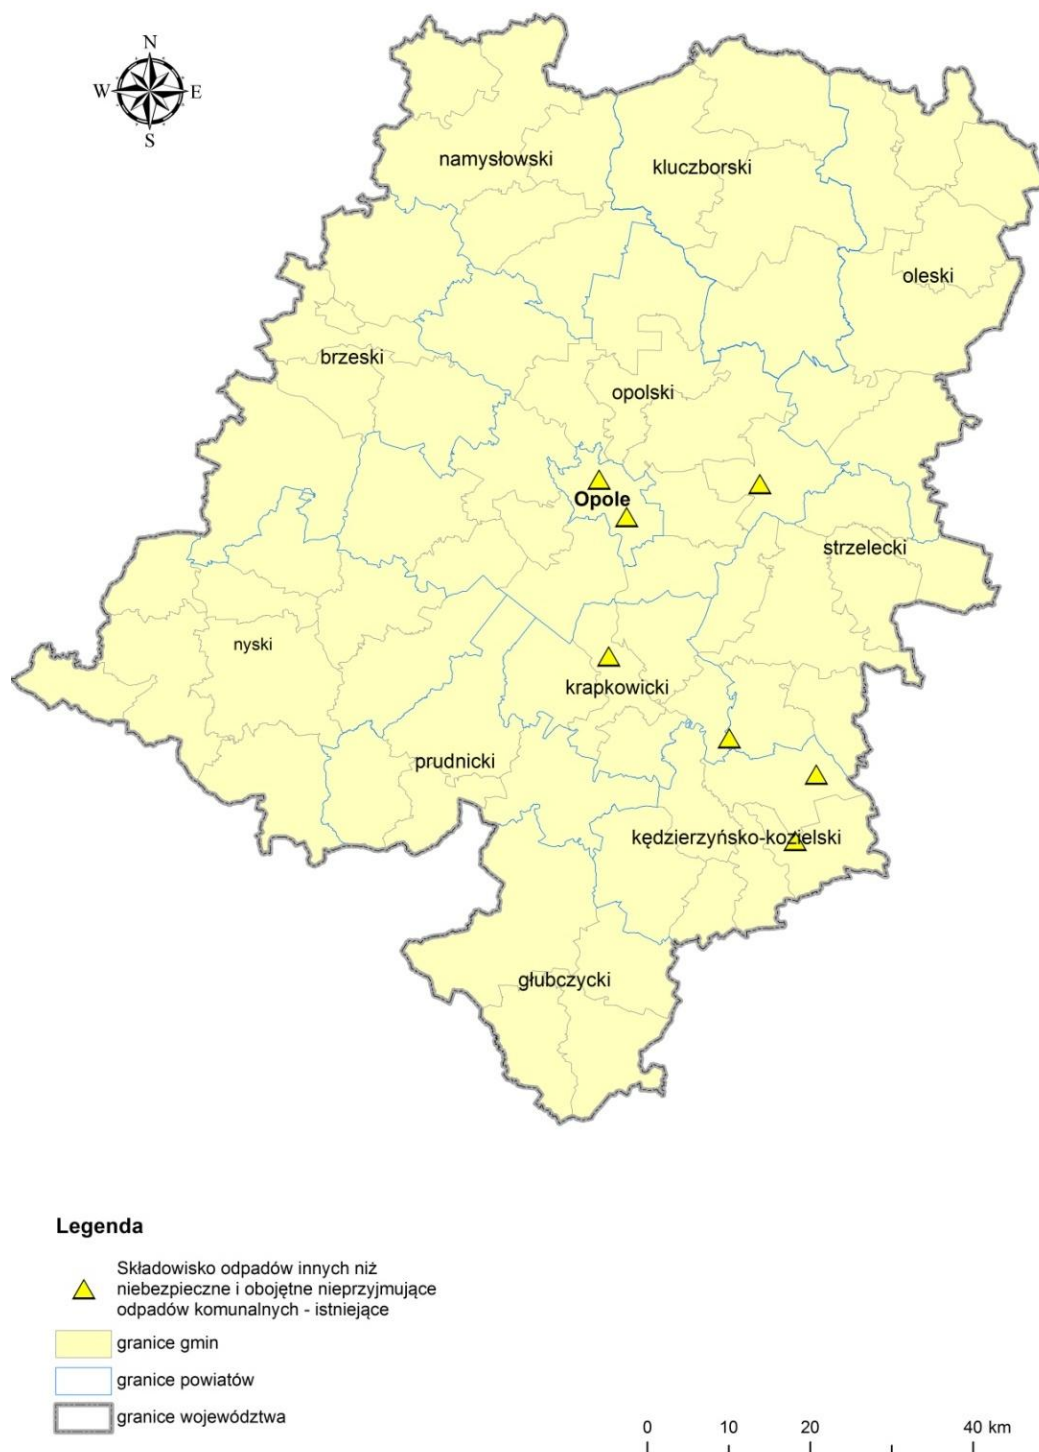 N
W E
S
namysłowski
kluczborski
oleski
brzeski
opolski
Opole
strzelecki
nyski
krapkowicki
prudnicki
kędzierzyńsko-kozielski
głubczycki
Legenda
Składowisko odpadów innych niż
niebezpieczne i obojętne nieprzyjmujące
odpadów komunalnych - istniejące
granice gmin
granice powiatów
granice województwa
0 10 20 40 km